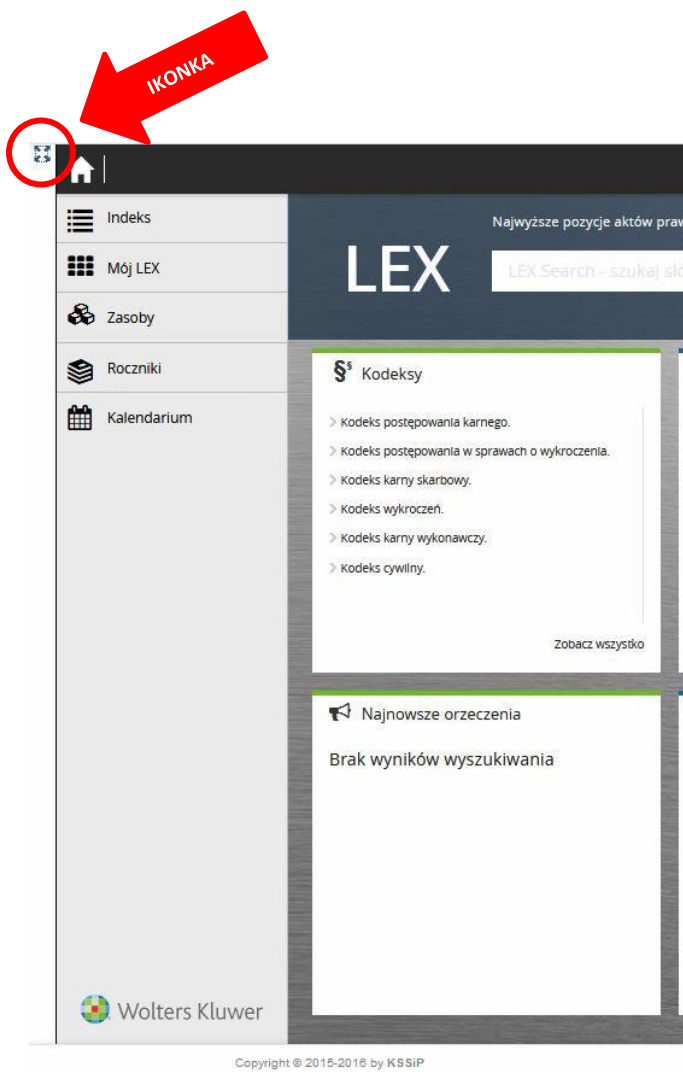 IKONKA
Indeks
Mój LEX
Zasoby
Roczniki
Kalendarium
Najwyższe pozycje aktów praw
LEX
LEX Search - szukaj słó
§§ Kodeksy
Kodeks postępowania karnego.
Kodeks postępowania w sprawach o wykroczenia.
Kodeks karny skarbowy.
Kodeks wykroczeń.
Kodeks karny wykonawczy.
Kodeks cywilny.
Zobacz wszystko
Najnowsze orzeczenia
Brak wyników wyszukiwania
Wolters Kluwer
Copyright © 2015-2016 by KSSiP